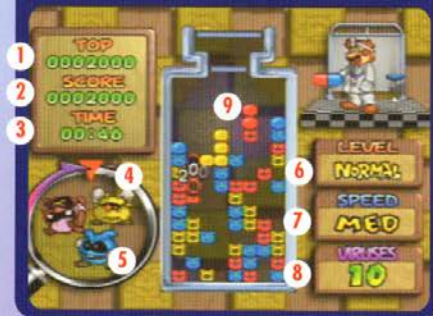 1
TOP
0002000
2
SCORE
0002000
3
TIME
00:46
4
5
9
200
6
LEVEL
NORMAL
7
SPEED
MED
8
VIRUSES
10